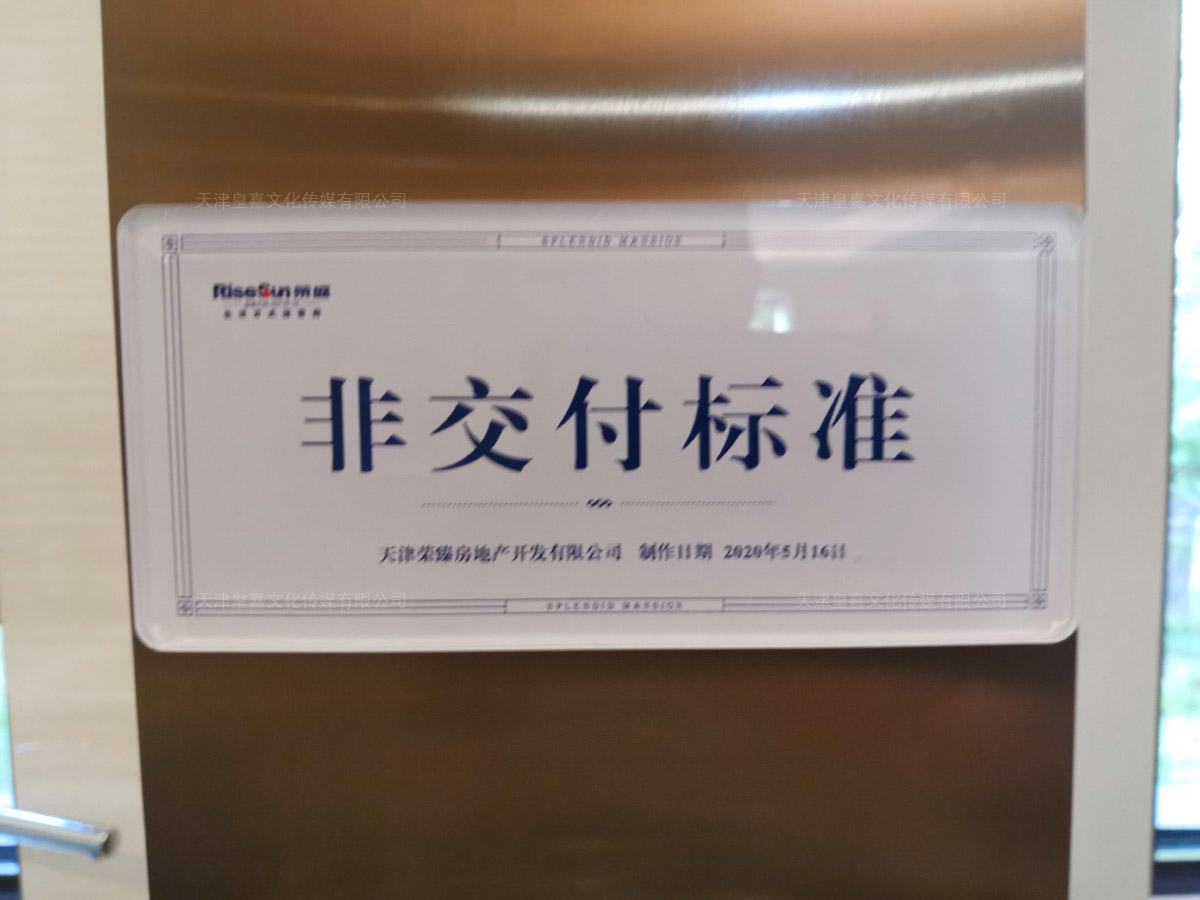 天津皇嘉文化传媒有限公司 天津皇嘉文化传媒有限公司
SPLENDID MANSION
RiseSun 荣盛
非交付标准
天津荣臻房地产开发有限公司 制作日期 2020年5月16日
天津皇嘉文化传媒有限公司 天津皇嘉文化传媒有限公司
SPLENDID MANSION